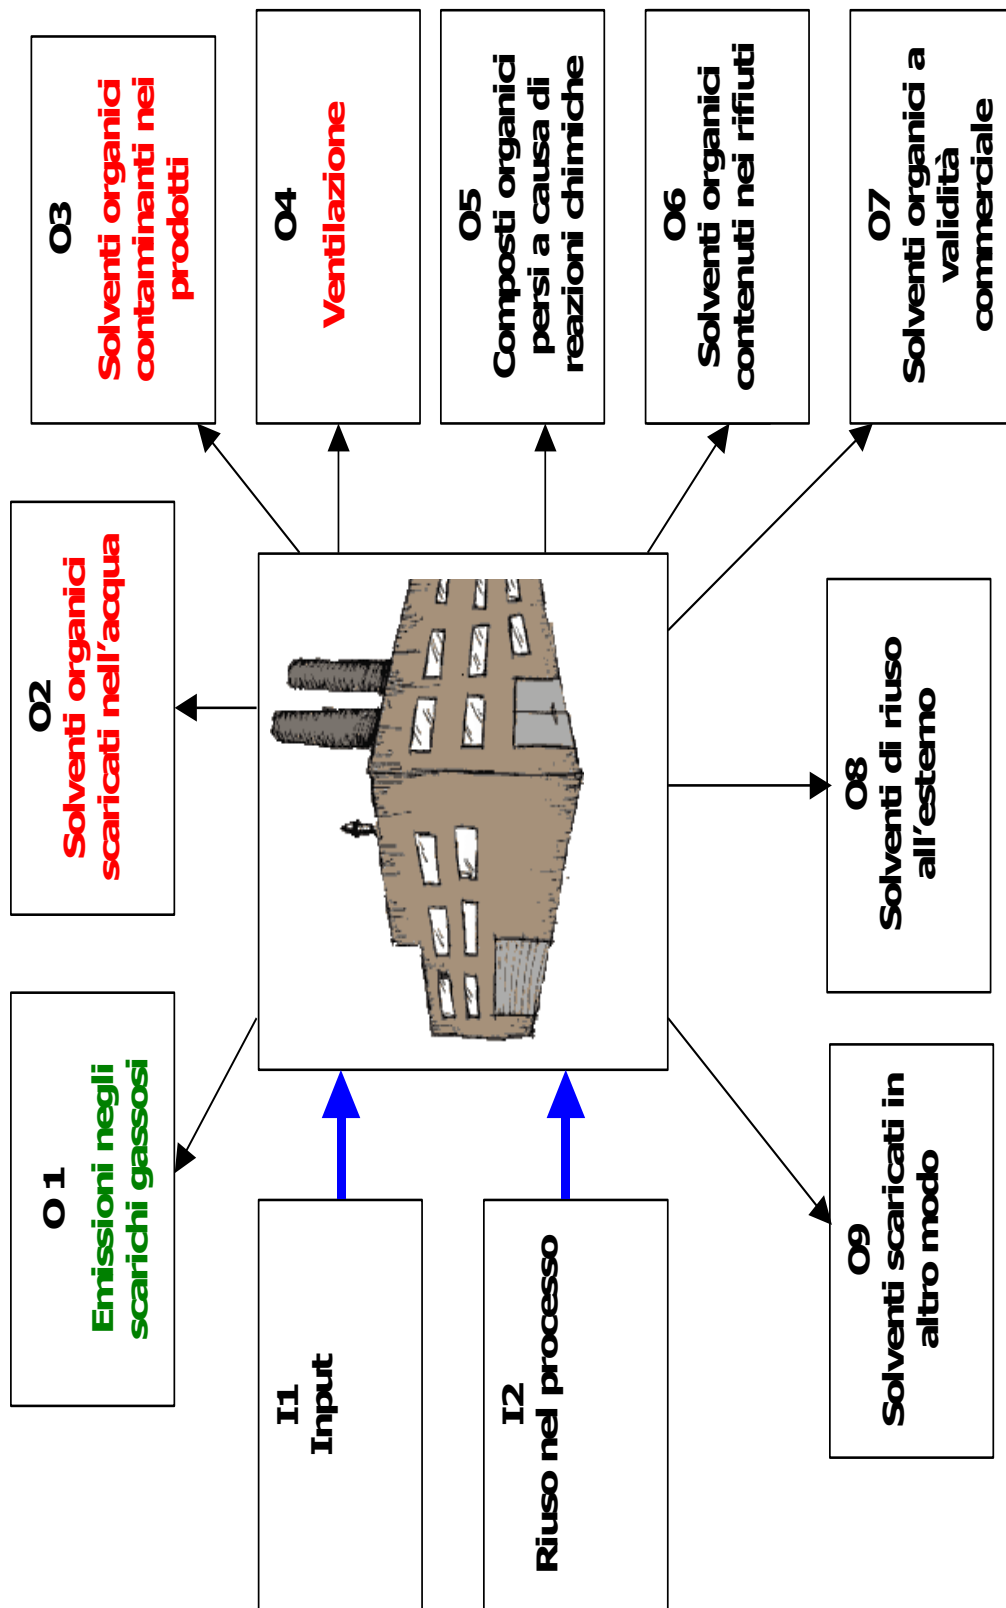 O 1
Emissioni negli
scarichi gassosi
O2
Solventi organici
scaricati nell'acqua
O3
Solventi organici
contaminanti nei
prodotti
I1
Input
O4
Ventilazione
I2
Riuso nel processo
O5
Composti organici
persi a causa di
reazioni chimiche
O6
Solventi organici
contenuti nei rifiuti
O9
Solventi scaricati in
altro modo
O8
Solventi di riuso
all'esterno
O7
Solventi organici a
validità
commerciale